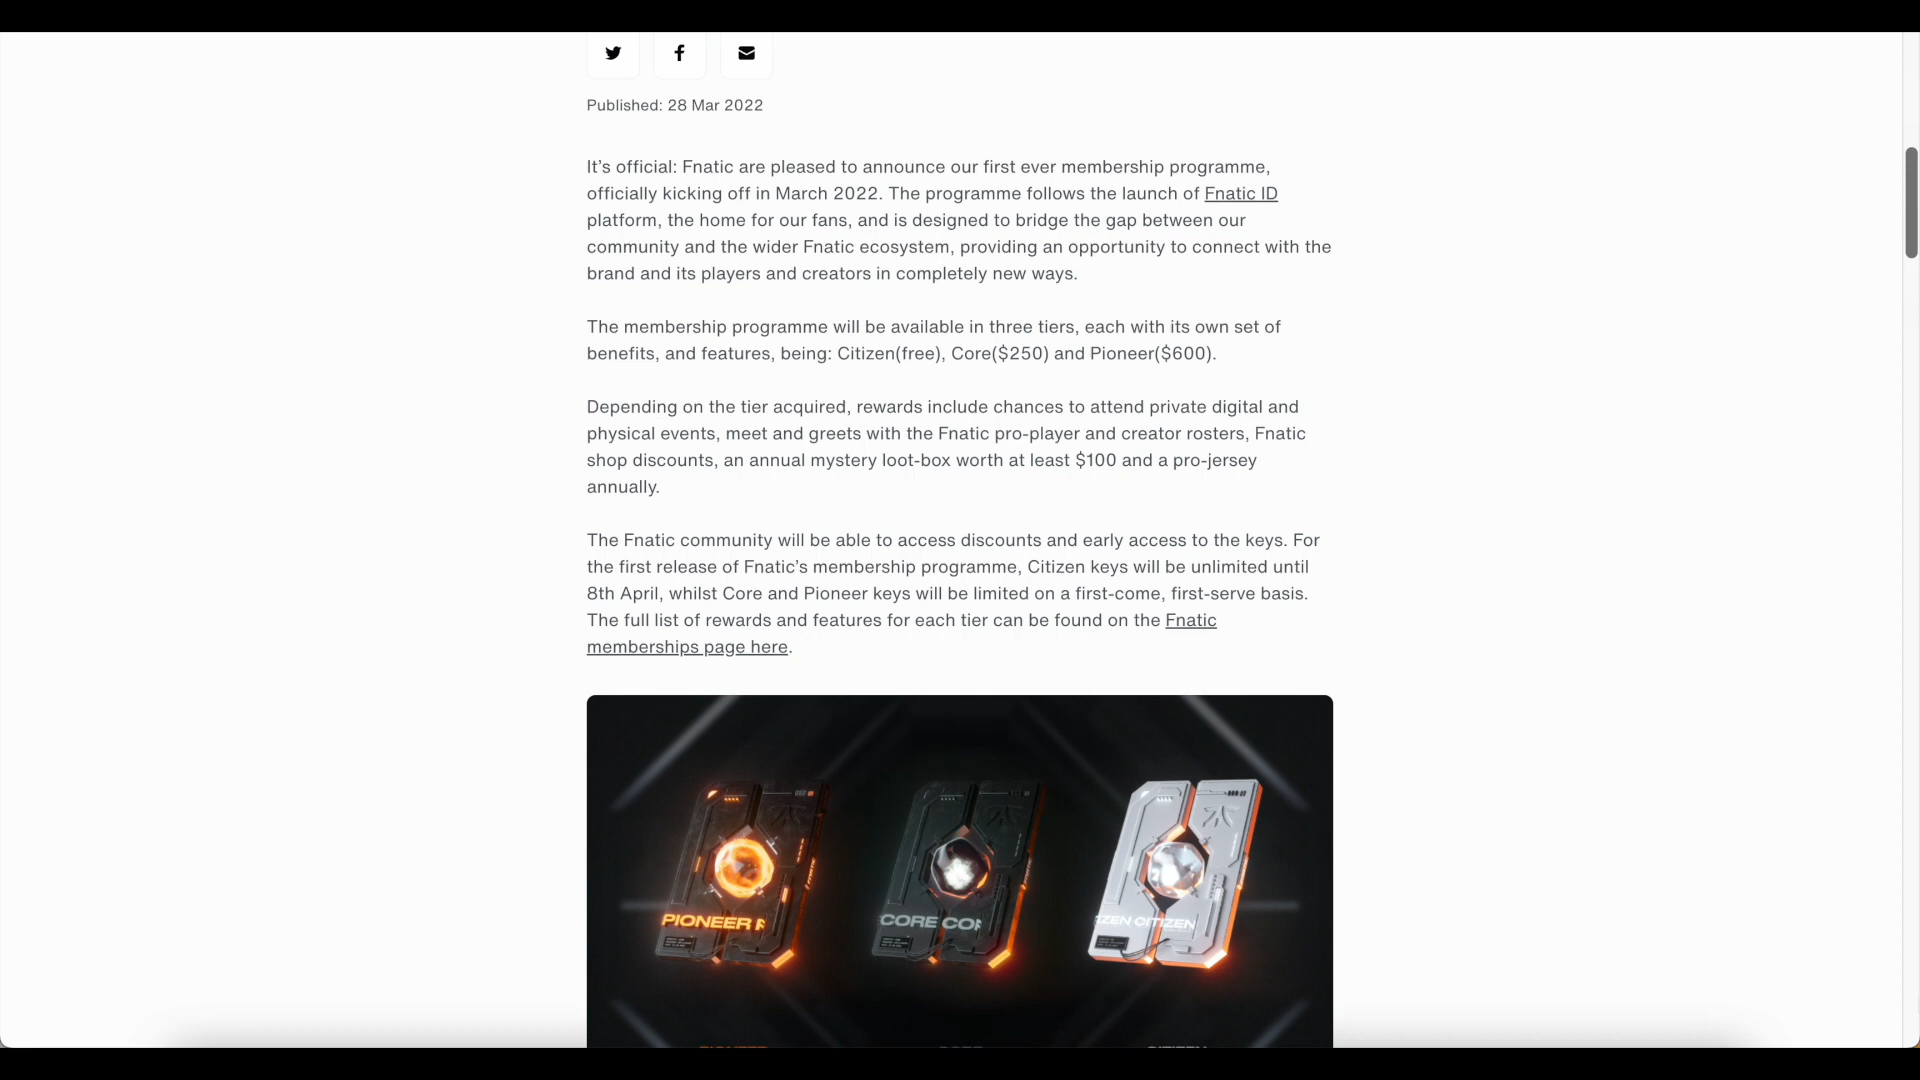 Published: 28 Mar 2022
It’s official: Fnatic are pleased to announce our first ever membership programme,
officially kicking off in March 2022. The programme follows the launch of Fnatic ID
platform, the home for our fans, and is designed to bridge the gap between our
community and the wider Fnatic ecosystem, providing an opportunity to connect with the
brand and its players and creators in completely new ways.
The membership programme will be available in three tiers, each with its own set of
benefits, and features, being: Citizen(free), Core($250) and Pioneer($600).
Depending on the tier acquired, rewards include chances to attend private digital and
physical events, meet and greets with the Fnatic pro-player and creator rosters, Fnatic
shop discounts, an annual mystery loot-box worth at least $100 and a pro-jersey
annually.
The Fnatic community will be able to access discounts and early access to the keys. For
the first release of Fnatic’s membership programme, Citizen keys will be unlimited until
8th April, whilst Core and Pioneer keys will be limited on a first-come, first-serve basis.
The full list of rewards and features for each tier can be found on the Fnatic
memberships page here.
PIONEER P
CORE COR
IZEN CITIZEN